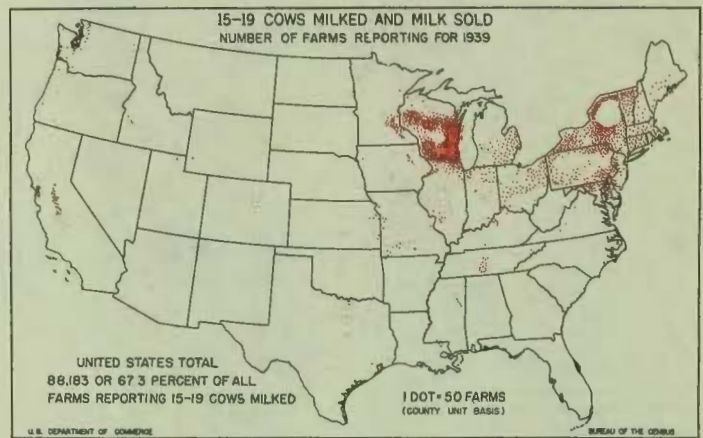 15-19 COWS MILKED AND MILK SOLD
NUMBER OF FARMS REPORTING FOR 1939
UNITED STATES TOTAL
88,183 OR 67.3 PERCENT OF ALL
FARMS REPORTING 15-19 COWS MILKED
1 DOT = 50 FARMS
(COUNTY UNIT BASIS)
U. S. DEPARTMENT OF COMMERCE
BUREAU OF THE CENSUS